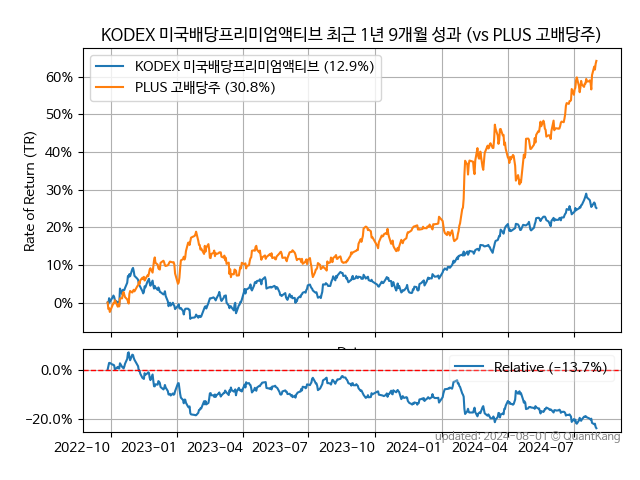 KODEX 미국배당프리미엄액티브 최근 1년 9개월 성과 (vs PLUS 고배당주)
KODEX 미국배당프리미엄액티브 (12.9%)
PLUS 고배당주 (30.8%)
Rate of Return (TR)
60%
50%
40%
30%
20%
10%
0%
Relative (−13.7%)
0.0%
−20.0%
2022-10 2023-01 2023-04 2023-07 2023-10 2024-01 2024-04 2024-07
updated: 2024-08-01 © QuantKang